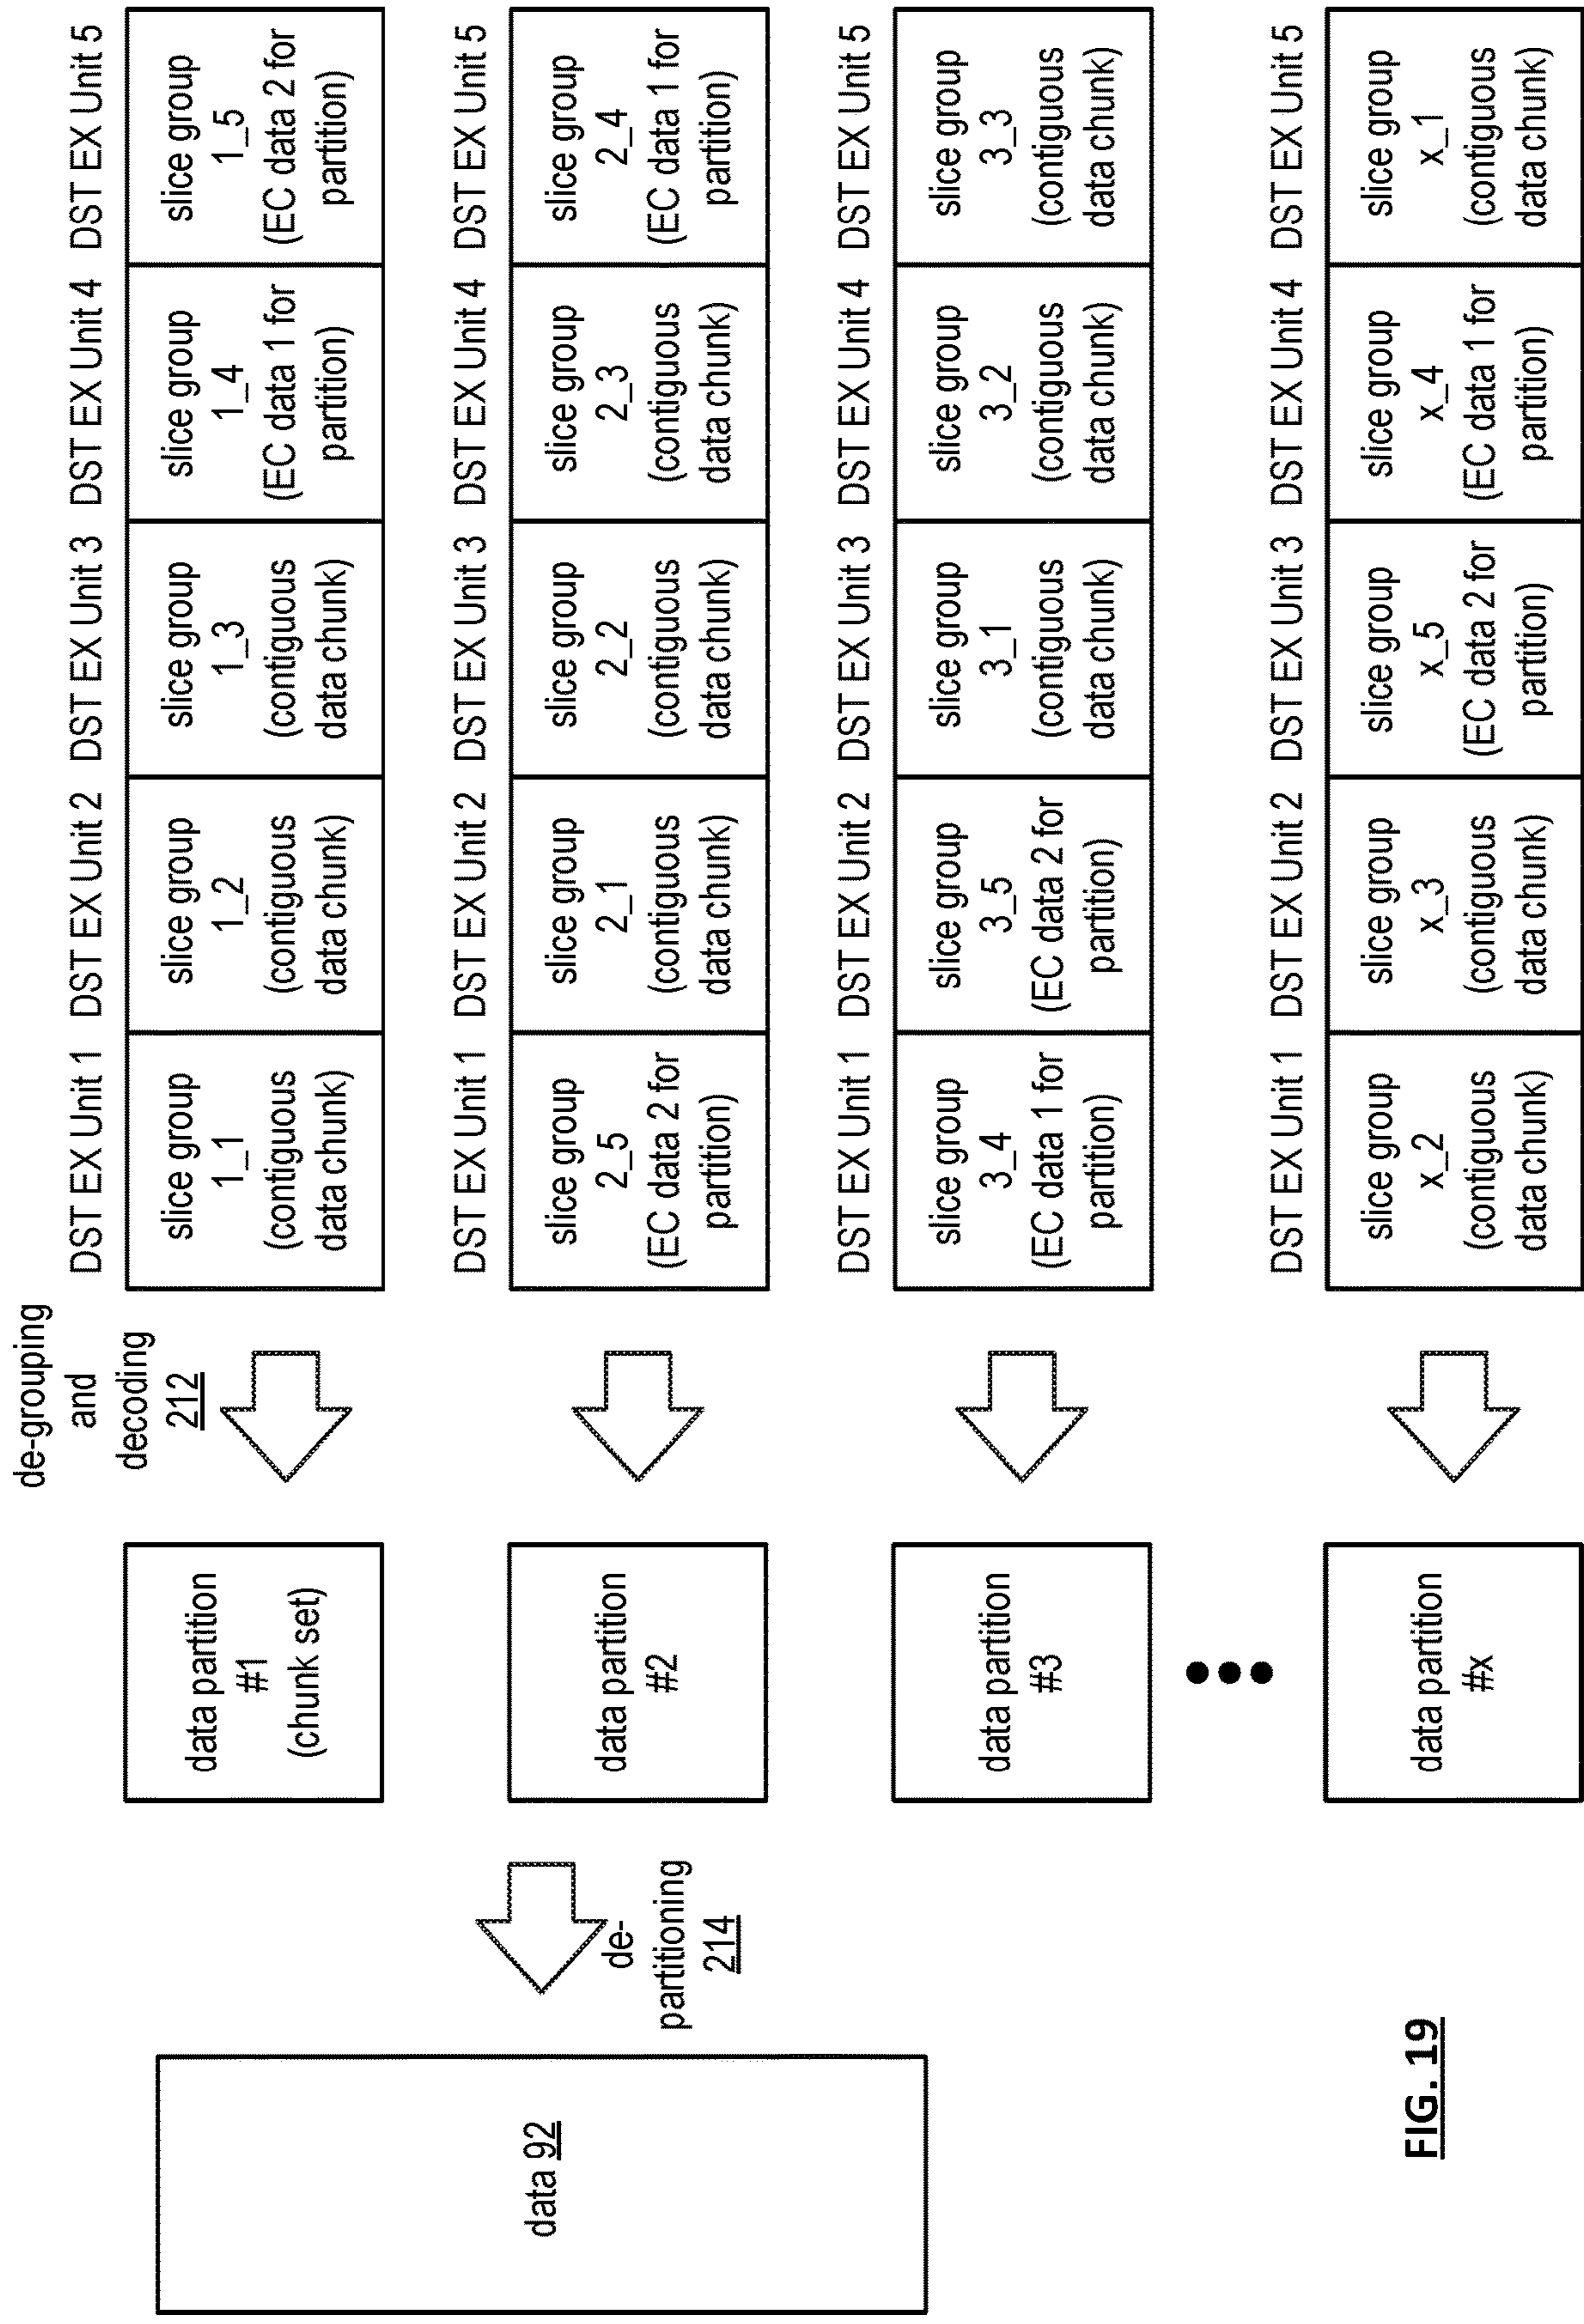 de-grouping
and
decoding
212
DST EX Unit 1
DST EX Unit 2
DST EX Unit 3
DST EX Unit 4
DST EX Unit 5
data partition
#1
(chunk set)
slice group
1_1
(contiguous
data chunk)
slice group
1_2
(contiguous
data chunk)
slice group
1_3
(contiguous
data chunk)
slice group
1_4
(EC data 1 for
partition)
slice group
1_5
(EC data 2 for
partition)
data 92
de-
partitioning
214
DST EX Unit 1
DST EX Unit 2
DST EX Unit 3
DST EX Unit 4
DST EX Unit 5
data partition
#2
slice group
2_5
(EC data 2 for
partition)
slice group
2_1
(contiguous
data chunk)
slice group
2_2
(contiguous
data chunk)
slice group
2_3
(contiguous
data chunk)
slice group
2_4
(EC data 1 for
partition)
DST EX Unit 1
DST EX Unit 2
DST EX Unit 3
DST EX Unit 4
DST EX Unit 5
data partition
#3
slice group
3_4
(EC data 1 for
partition)
slice group
3_5
(EC data 2 for
partition)
slice group
3_1
(contiguous
data chunk)
slice group
3_2
(contiguous
data chunk)
slice group
3_3
(contiguous
data chunk)
DST EX Unit 1
DST EX Unit 2
DST EX Unit 3
DST EX Unit 4
DST EX Unit 5
data partition
#x
slice group
x_2
(contiguous
data chunk)
slice group
x_3
(contiguous
data chunk)
slice group
x_5
(EC data 2 for
partition)
slice group
x_4
(EC data 1 for
partition)
slice group
x_1
(contiguous
data chunk)
FIG. 19